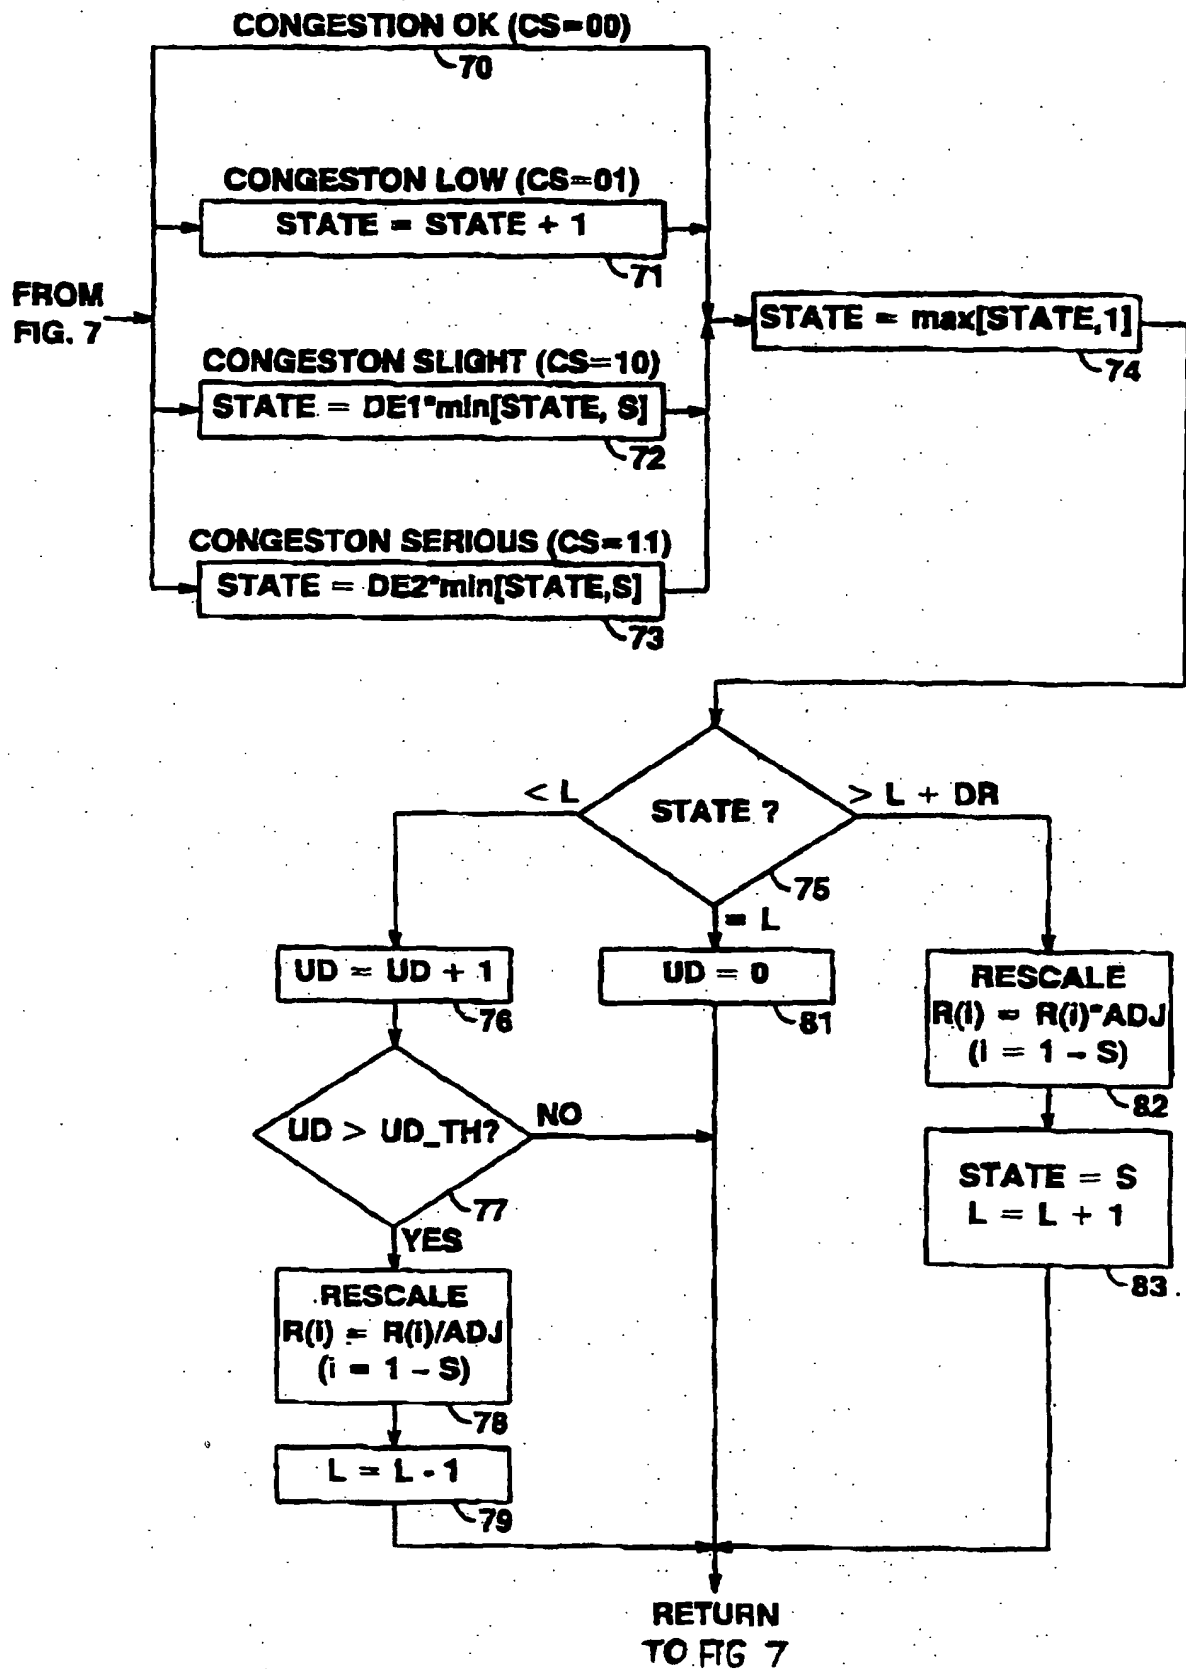 CONGESTION OK (CS=00)
70
CONGESTON LOW (CS=01)
STATE = STATE + 1
71
FROM
FIG. 7
STATE = max[STATE,1]
74
CONGESTON SLIGHT (CS=10)
STATE = DE1*min[STATE, S]
72
CONGESTON SERIOUS (CS=11)
STATE = DE2*min[STATE,S]
73
< L
STATE ?
> L + DR
75
= L
UD = UD + 1
76
UD = 0
81
RESCALE
R(i) = R(i)*ADJ
(i = 1 - S)
82
UD > UD_TH?
NO
77
YES
STATE = S
L = L + 1
83
RESCALE
R(i) = R(i)/ADJ
(i = 1 - S)
78
L = L - 1
79
RETURN
TO FIG 7